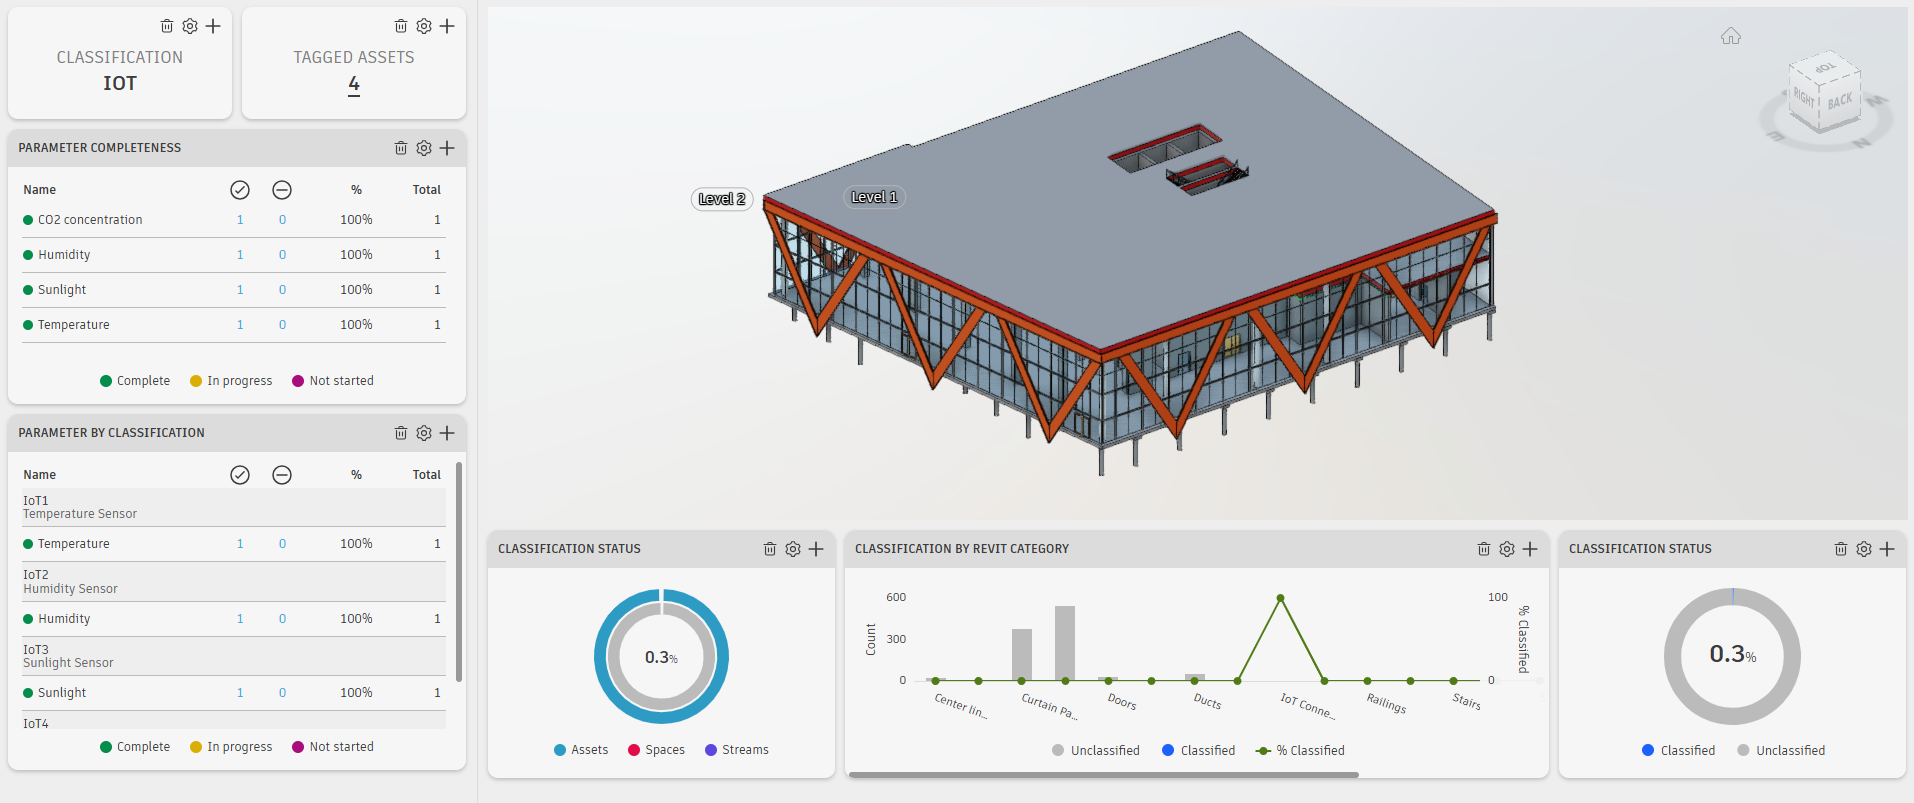 CLASSIFICATION
IOT
TAGGED ASSETS
4
PARAMETER COMPLETENESS
Name % Total
CO2 concentration 1 0 100% 1
Humidity 1 0 100% 1
Sunlight 1 0 100% 1
Temperature 1 0 100% 1
Complete In progress Not started
PARAMETER BY CLASSIFICATION
Name % Total
IoT1
Temperature Sensor
Temperature 1 0 100% 1
IoT2
Humidity Sensor
Humidity 1 0 100% 1
IoT3
Sunlight Sensor
Sunlight 1 0 100% 1
IoT4
Complete In progress Not started
Level 2 Level 1
TOP
RIGHT BACK
E N W
CLASSIFICATION STATUS
0.3%
Assets Spaces Streams
CLASSIFICATION BY REVIT CATEGORY
600 100
300
0 0
Count
% Classified
Center lin... Curtain Pa... Doors Ducts IoT Conne... Railings Stairs
Unclassified Classified % Classified
CLASSIFICATION STATUS
0.3%
Classified Unclassified